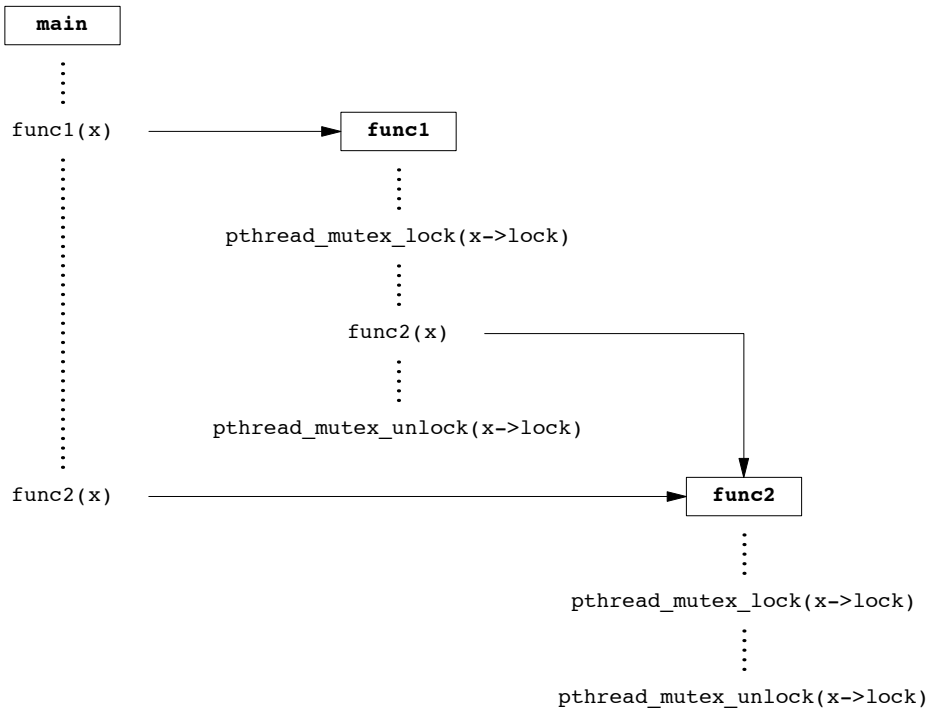 main
func1(x)
func1
pthread_mutex_lock(x->lock)
func2(x)
pthread_mutex_unlock(x->lock)
func2(x)
func2
pthread_mutex_lock(x->lock)
pthread_mutex_unlock(x->lock)